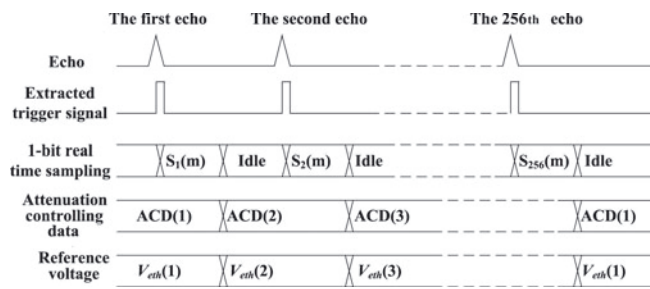 The first echo The second echo The 256th echo
Echo
Extracted
trigger signal
1-bit real
time sampling
S1(m) Idle S2(m) Idle S256(m) Idle
Attenuation
controlling
data
ACD(1) ACD(2) ACD(3) ACD(1)
Reference
voltage
Veth(1) Veth(2) Veth(3) Veth(1)